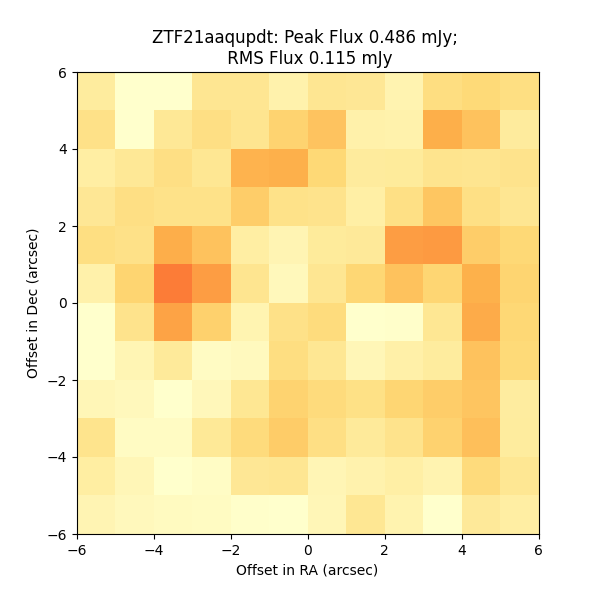 ZTF21aaqupdt: Peak Flux 0.486 mJy;
RMS Flux 0.115 mJy
6
4
2
0
−2
−4
−6
Offset in Dec (arcsec)
−6 −4 −2 0 2 4 6
Offset in RA (arcsec)